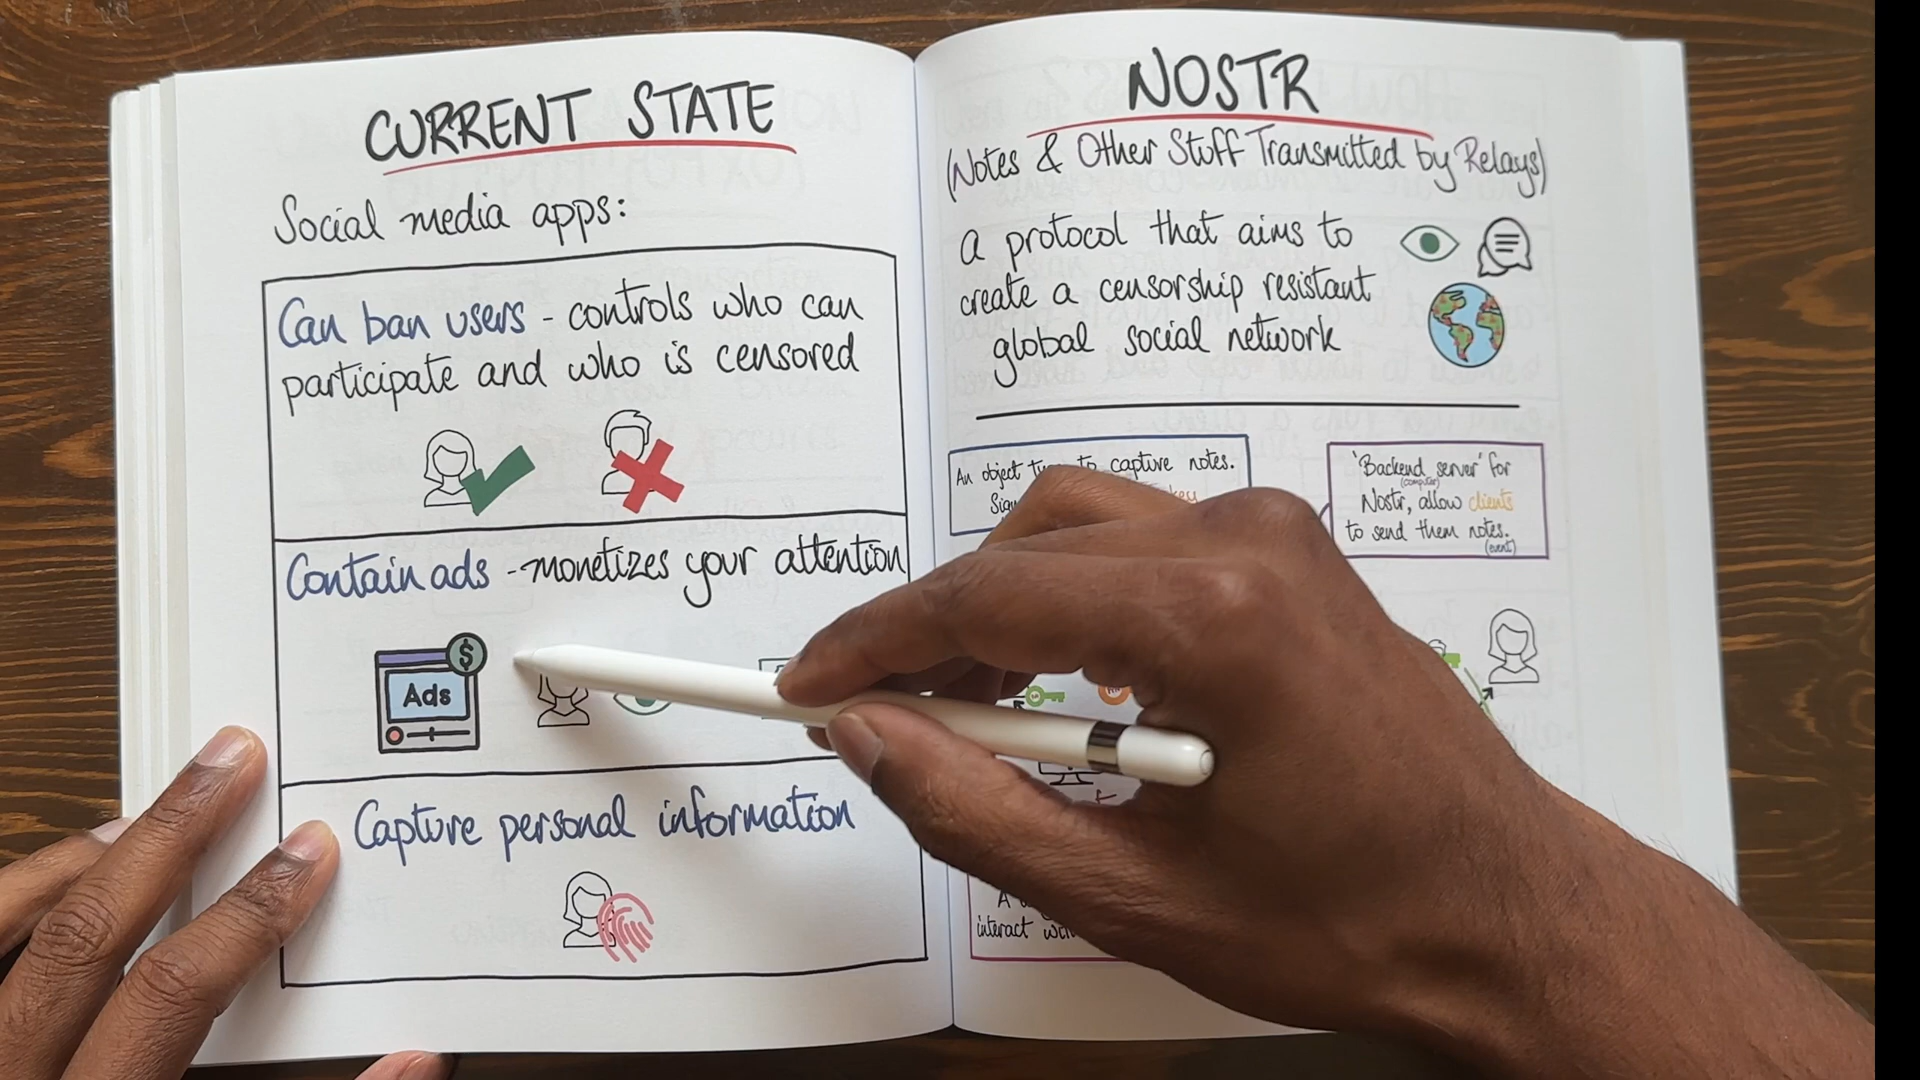 CURRENT STATE
Social media apps:
Can ban users - controls who can
participate and who is censored
Contain ads - monetizes your attention
$
Ads
Capture personal information
NOSTR
(Notes & Other Stuff Transmitted by Relays)
a protocol that aims to
create a censorship resistant
global social network
An object to capture notes.
key
'Backend server' for
(computer)
Nostr, allow clients
to send them notes.
(event)
A
interact